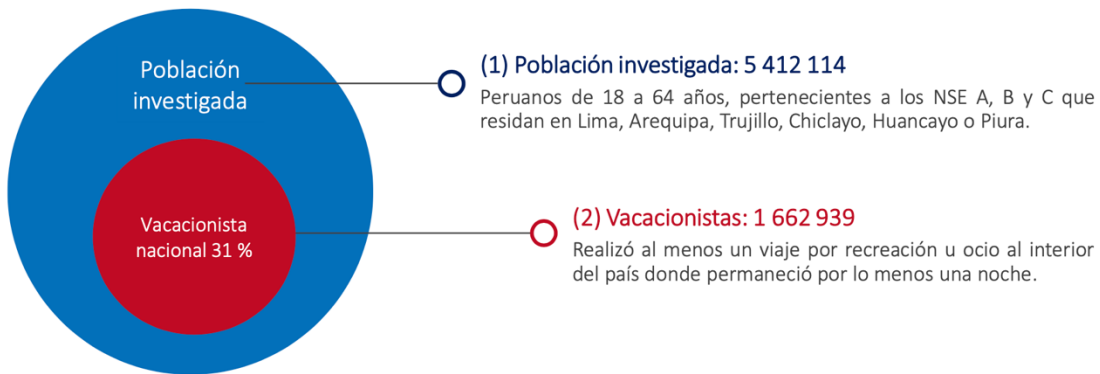 Población
investigada
Vacacionista
nacional 31 %
(1) Población investigada: 5 412 114
Peruanos de 18 a 64 años, pertenecientes a los NSE A, B y C que
residan en Lima, Arequipa, Trujillo, Chiclayo, Huancayo o Piura.
(2) Vacacionistas: 1 662 939
Realizó al menos un viaje por recreación u ocio al interior
del país donde permaneció por lo menos una noche.